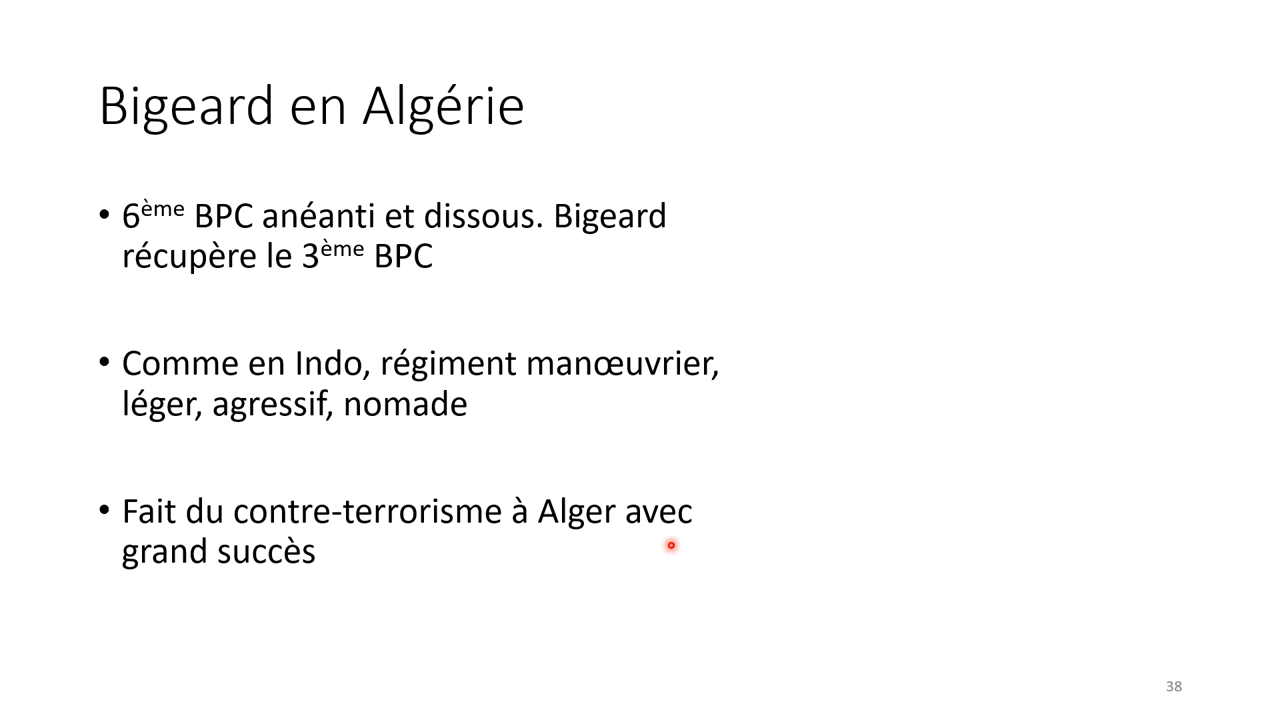 Bigeard en Algérie
• 6ème BPC anéanti et dissous. Bigeard
récupère le 3ème BPC
• Comme en Indo, régiment manœuvrier,
léger, agressif, nomade
• Fait du contre-terrorisme à Alger avec
grand succès
38